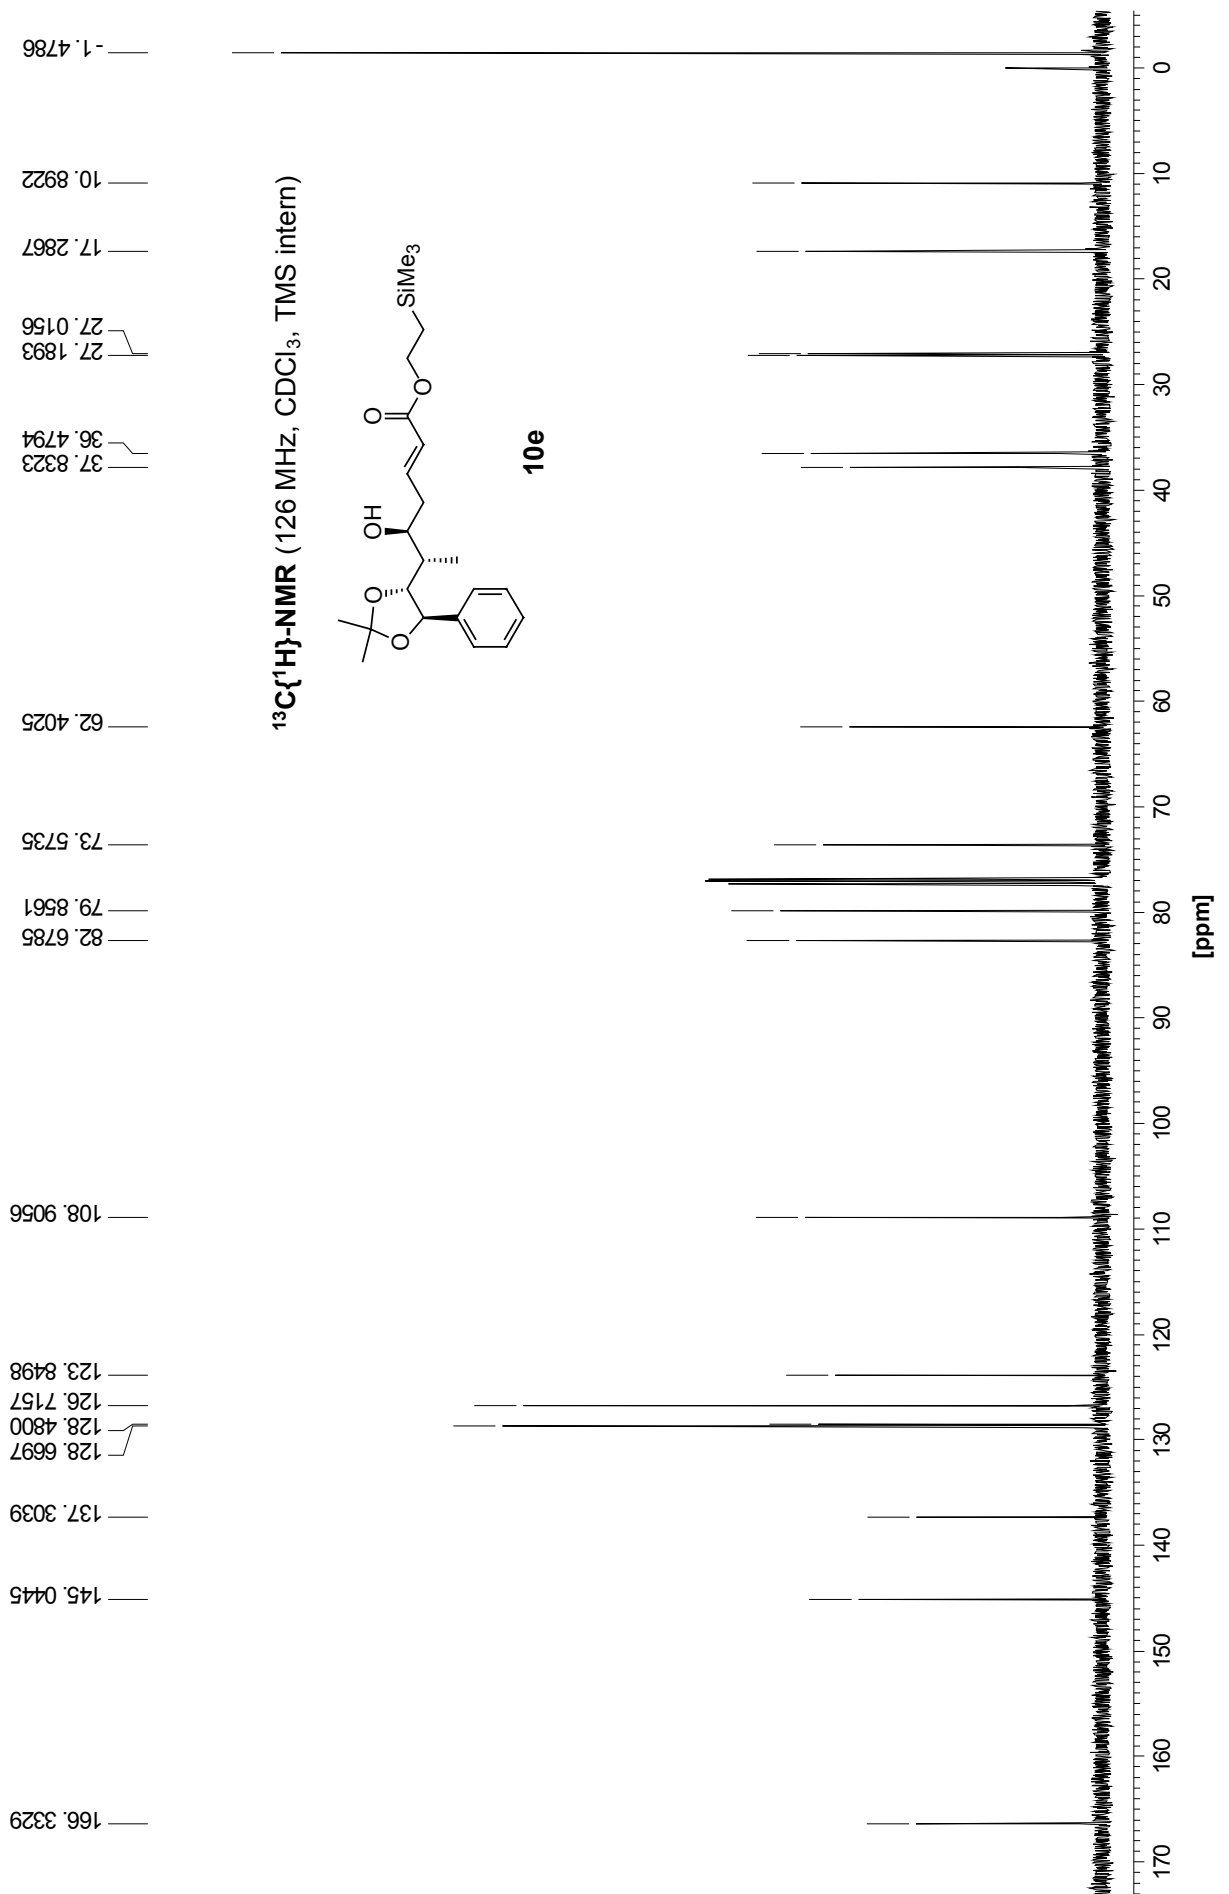 166.3329
145.0445
137.3039
128.6697
128.4800
126.7157
123.8498
108.9056
82.6785
79.8561
73.5735
62.4025
37.8323
36.4794
27.1893
27.0156
17.2867
10.8922
-1.4786
¹³C{¹H}-NMR (126 MHz, CDCl₃, TMS intern)
O
O
OH
O
O
SiMe₃
10e
170 160 150 140 130 120 110 100 90 80 70 60 50 40 30 20 10 0
[ppm]